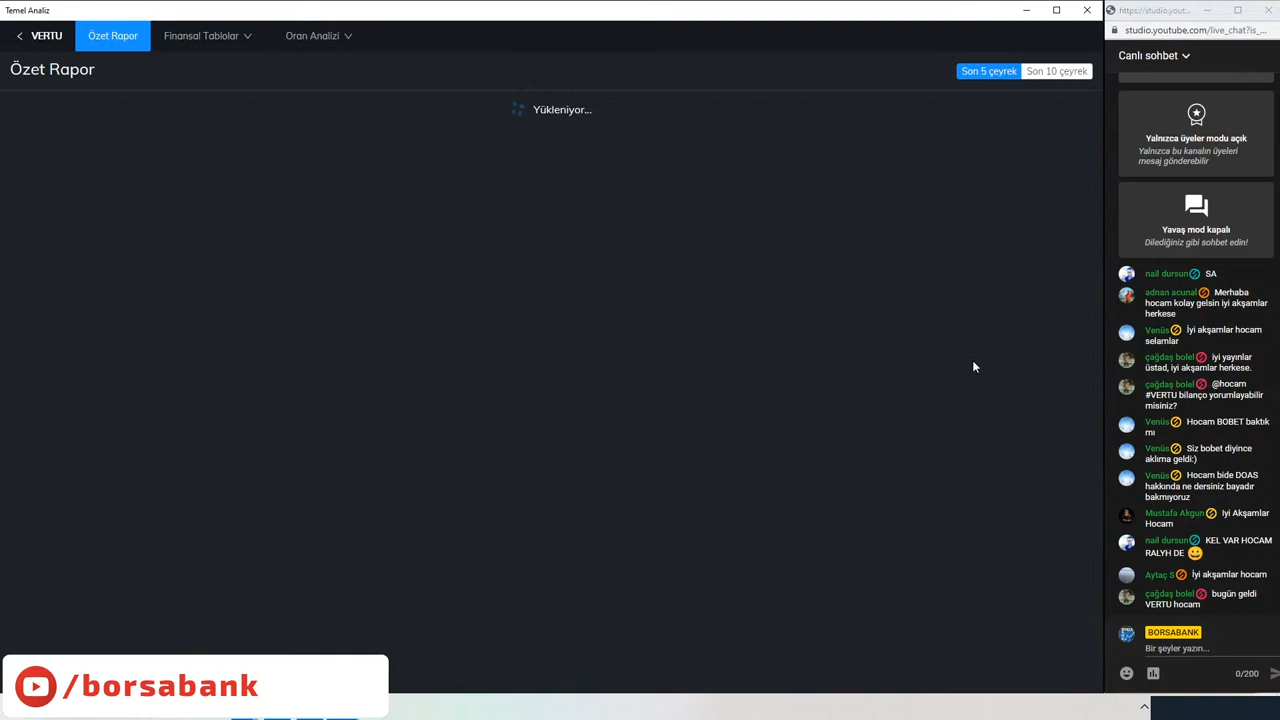 Temel Analiz
VERTU
Özet Rapor
Finansal Tablolar
Oran Analizi
Özet Rapor
Son 5 çeyrek
Son 10 çeyrek
Yükleniyor...
/borsabank
https://studio.yout...
studio.youtube.com/live_chat?is_...
Canlı sohbet
Yalnızca üyeler modu açık
Yalnızca bu kanalın üyeleri
mesaj gönderebilir
Yavaş mod kapalı
Dilediğiniz gibi sohbet edin!
nail dursun SA
adnan acunal Merhaba
hocam kolay gelsin iyi akşamlar
herkese
Venüs İyi akşamlar hocam
selamlar
çağdaş bolel iyi yayınlar
üstad, iyi akşamlar herkese.
çağdaş bolel @hocam
#VERTU bilanço yorumlayabilir
misiniz?
Venüs Hocam BOBET baktık
mı
Venüs Siz bobet diyince
aklıma geldi:)
Venüs Hocam bide DOAS
hakkında ne dersiniz bayadır
bakmıyoruz
Mustafa Akgun Iyi Akşamlar
Hocam
nail dursun KEL VAR HOCAM
RALYH DE 😀
Aytaç S İyi akşamlar hocam
çağdaş bolel bugün geldi
VERTU hocam
BORSABANK
Bir şeyler yazın...
0/200